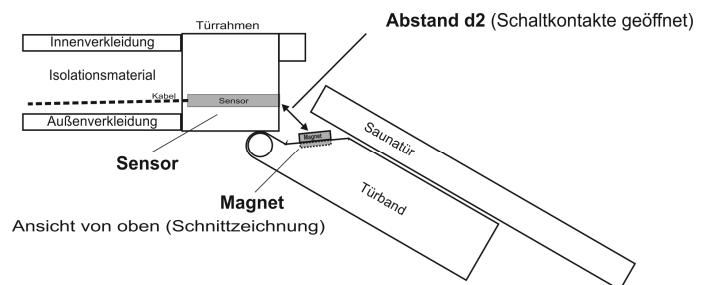 Abstand d2 (Schaltkontakte geöffnet)
Türrahmen
Innenverkleidung
Isolationsmaterial
Kabel
Sensor
Außenverkleidung
Saunatür
Magnet
Sensor
Türband
Magnet
Ansicht von oben (Schnittzeichnung)